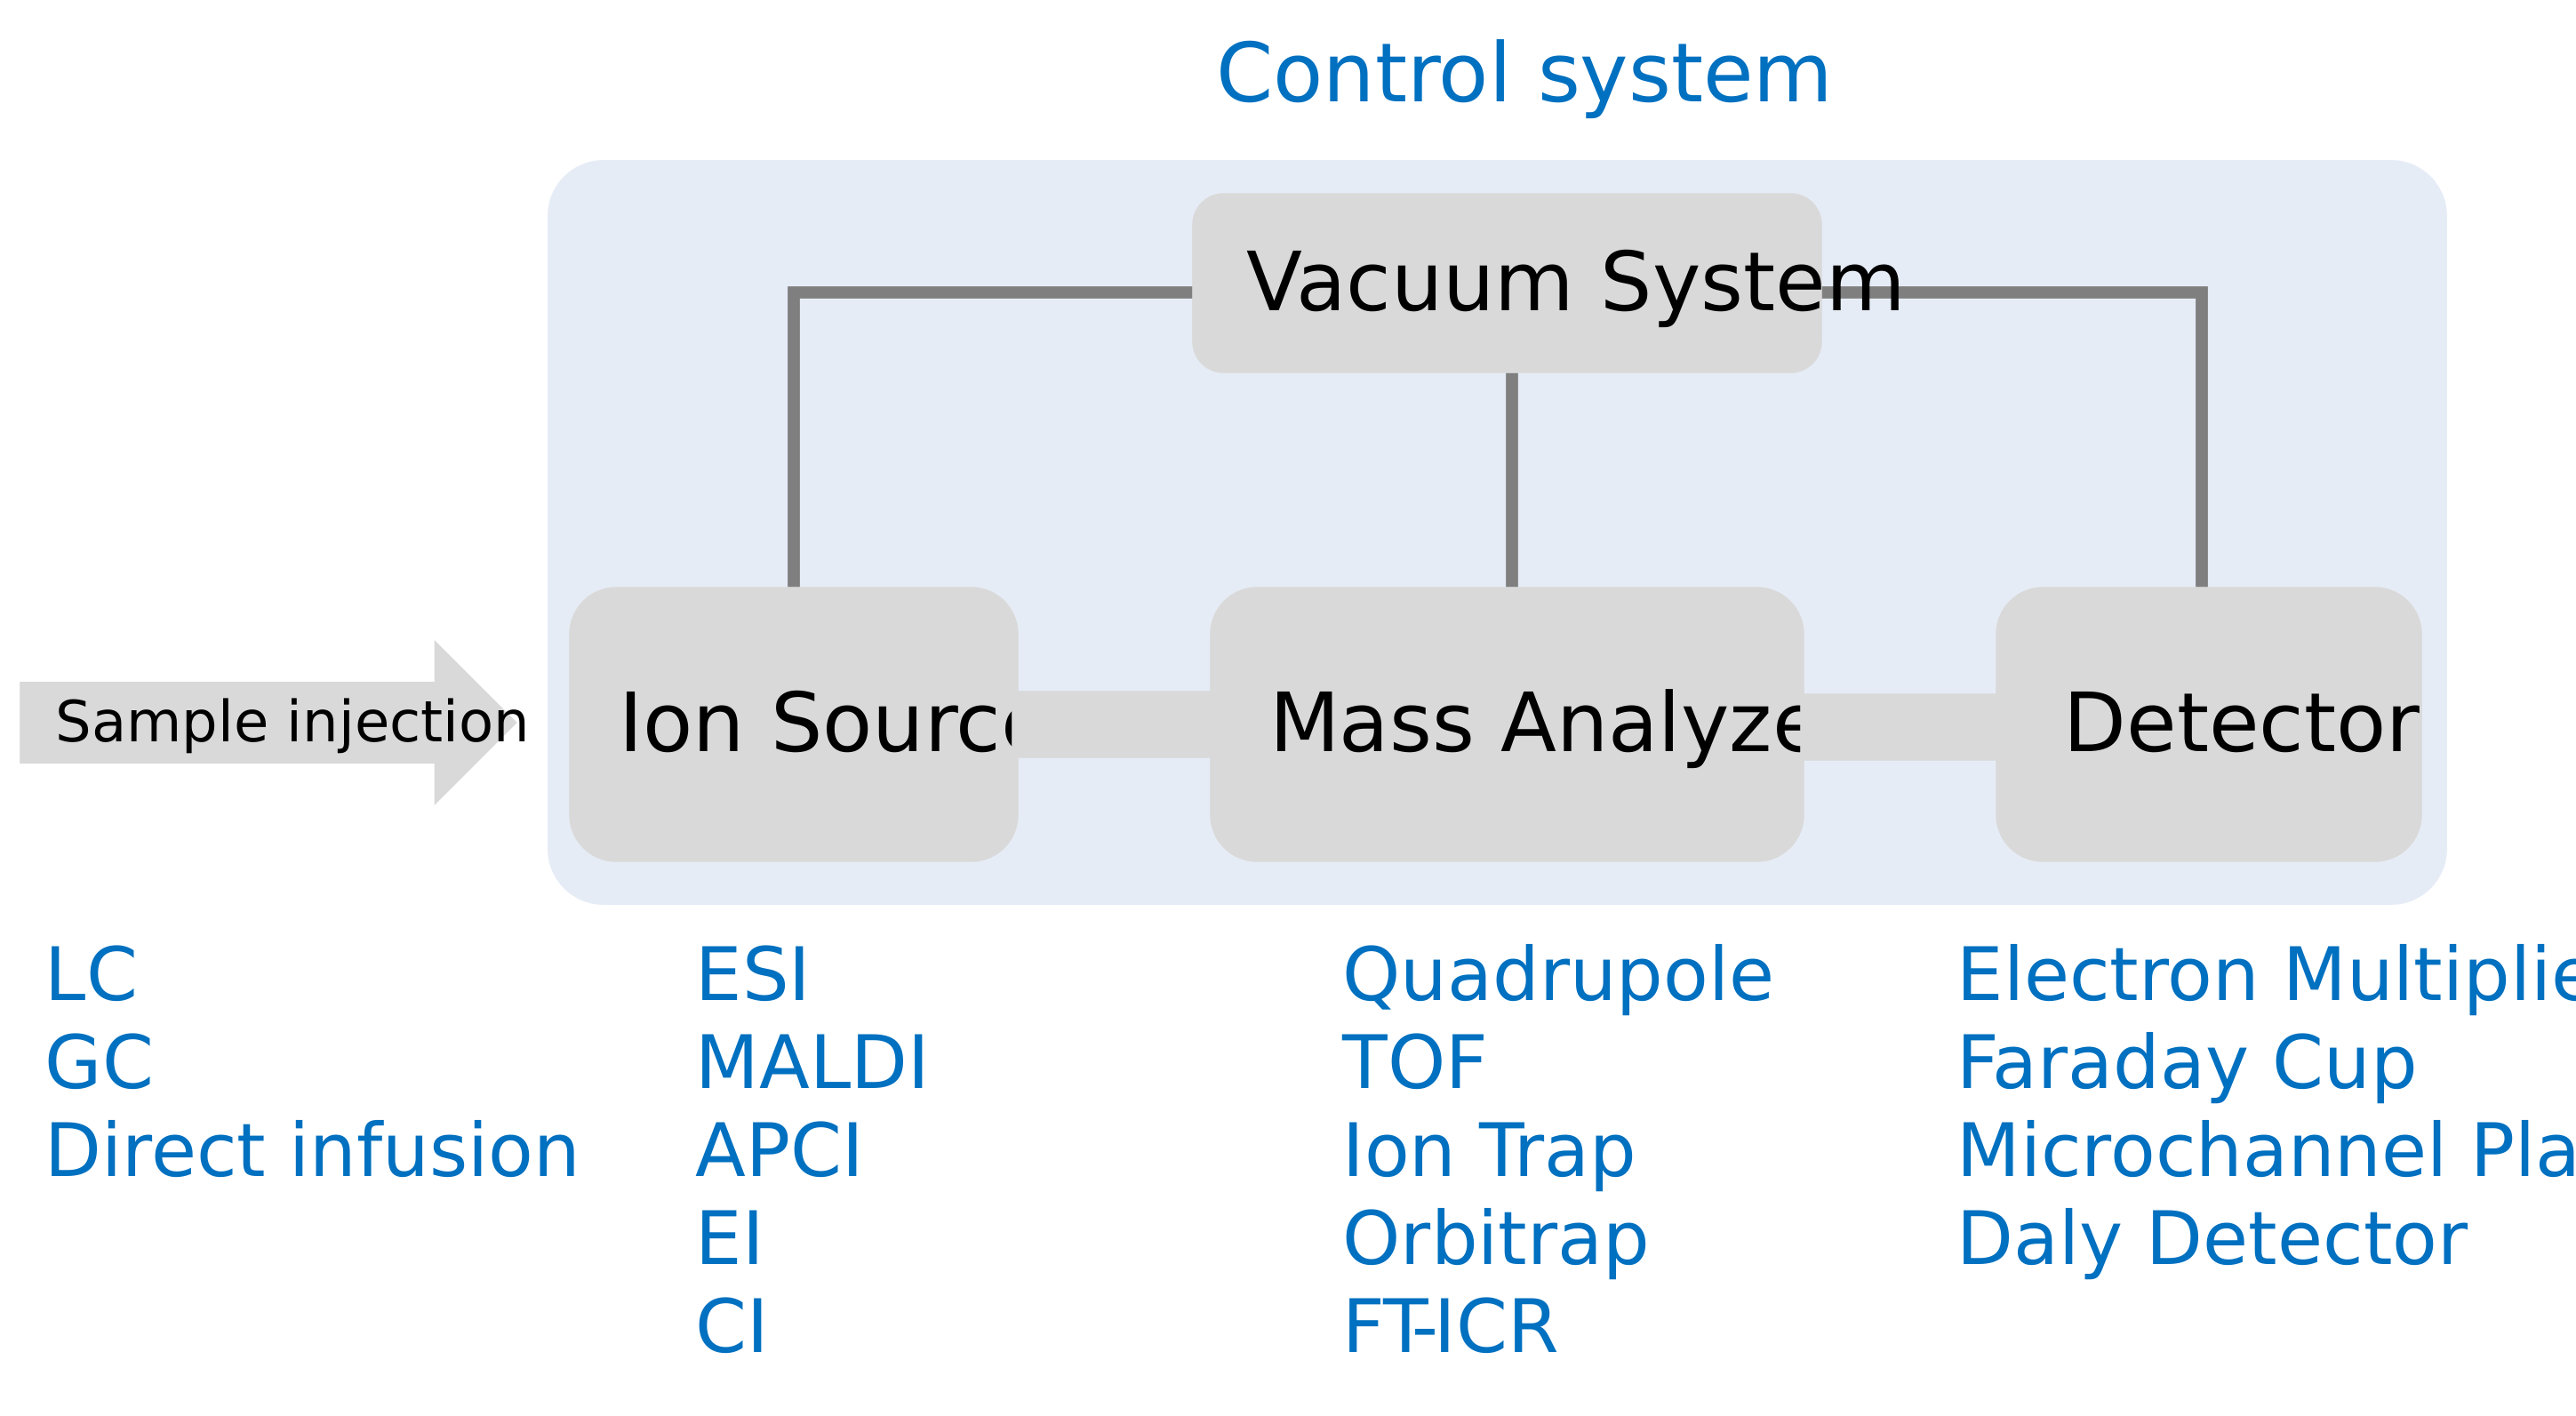 Control system
Vacuum System
Sample injection
Ion Sourc
Mass Analyze
Detector
LC
GC
Direct infusion
ESI
MALDI
APCI
EI
CI
Quadrupole
TOF
Ion Trap
Orbitrap
FT-ICR
Electron Multiplie
Faraday Cup
Microchannel Pla
Daly Detector